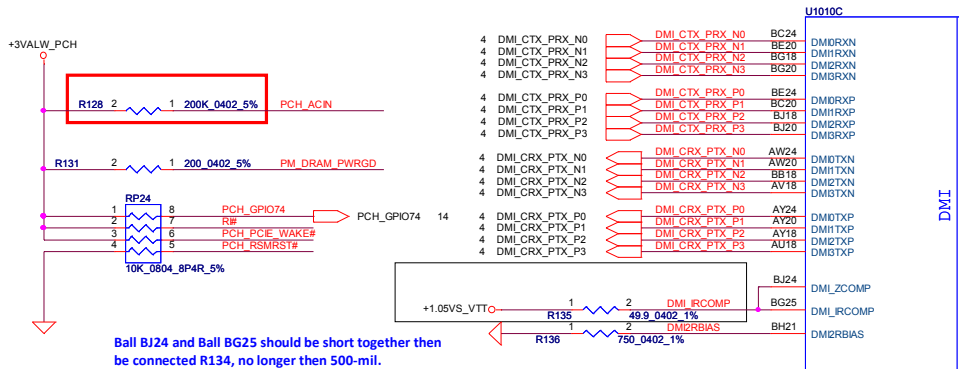 U1010C
+3VALW_PCH
R128 2 1 200K_0402_5% PCH_ACIN
R131 2 1 200_0402_5% PM_DRAM_PWRGD
RP24
1 8 PCH_GPIO74 PCH_GPIO74 14
2 7 R#
3 6 PCH_PCIE_WAKE#
4 5 PCH_RSMRST#
10K_0804_8P4R_5%
4 DMI_CTX_PRX_N0 DMI_CTX_PRX_N0 BC24 DMI0RXN
4 DMI_CTX_PRX_N1 DMI_CTX_PRX_N1 BE20 DMI1RXN
4 DMI_CTX_PRX_N2 DMI_CTX_PRX_N2 BG18 DMI2RXN
4 DMI_CTX_PRX_N3 DMI_CTX_PRX_N3 BG20 DMI3RXN
4 DMI_CTX_PRX_P0 DMI_CTX_PRX_P0 BE24 DMI0RXP
4 DMI_CTX_PRX_P1 DMI_CTX_PRX_P1 BC20 DMI1RXP
4 DMI_CTX_PRX_P2 DMI_CTX_PRX_P2 BJ18 DMI2RXP
4 DMI_CTX_PRX_P3 DMI_CTX_PRX_P3 BJ20 DMI3RXP
4 DMI_CRX_PTX_N0 DMI_CRX_PTX_N0 AW24 DMI0TXN
4 DMI_CRX_PTX_N1 DMI_CRX_PTX_N1 AW20 DMI1TXN
4 DMI_CRX_PTX_N2 DMI_CRX_PTX_N2 BB18 DMI2TXN
4 DMI_CRX_PTX_N3 DMI_CRX_PTX_N3 AV18 DMI3TXN
4 DMI_CRX_PTX_P0 DMI_CRX_PTX_P0 AY24 DMI0TXP
4 DMI_CRX_PTX_P1 DMI_CRX_PTX_P1 AY20 DMI1TXP
4 DMI_CRX_PTX_P2 DMI_CRX_PTX_P2 AY18 DMI2TXP
4 DMI_CRX_PTX_P3 DMI_CRX_PTX_P3 AU18 DMI3TXP
DMI
BJ24 DMI_ZCOMP
+1.05VS_VTT R135 1 2 49.9_0402_1% DMI_IRCOMP BG25 DMI_IRCOMP
R136 1 2 750_0402_1% DMI2RBIAS BH21 DMI2RBIAS
Ball BJ24 and Ball BG25 should be short together then
be connected R134, no longer then 500-mil.